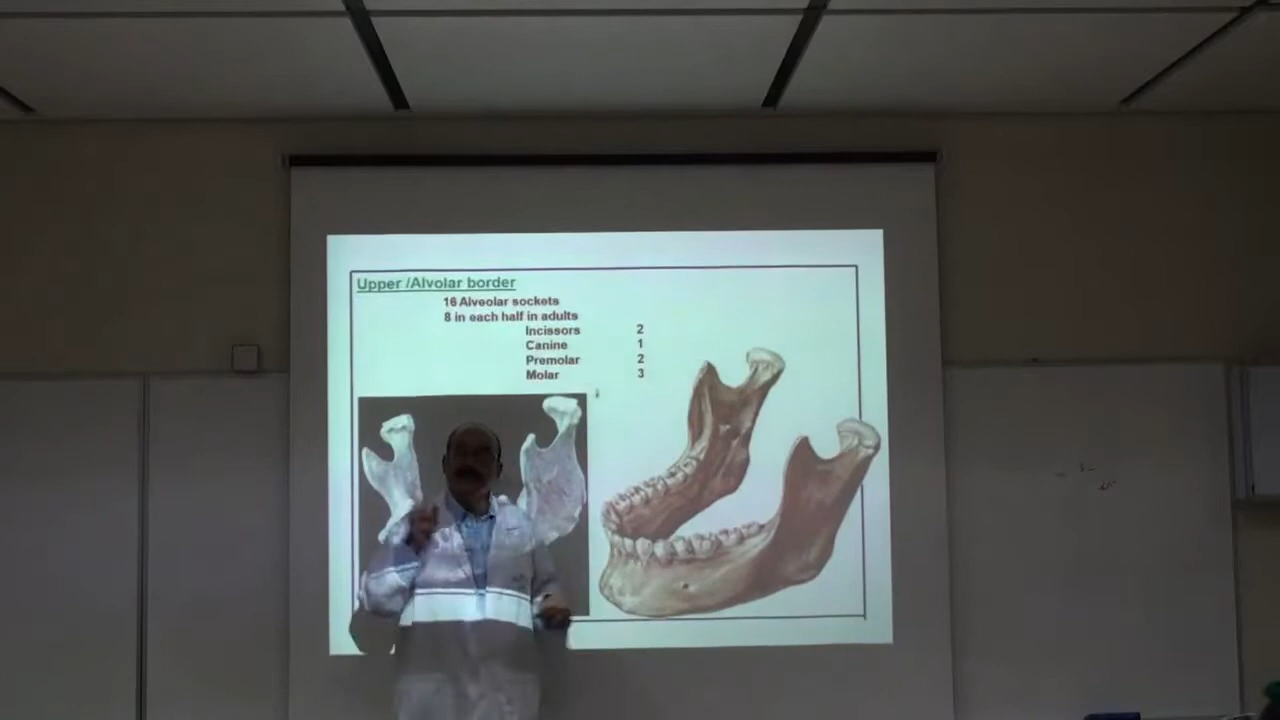 Upper /Alvolar border
16 Alveolar sockets
8 in each half in adults
Incissors 2
Canine 1
Premolar 2
Molar 3